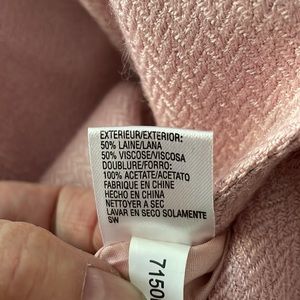 EXTERIEUR/EXTERIOR:
50% LAINE/LANA
50% VISCOSE/VISCOSA
DOUBLURE/FORRO:
100% ACETATE/ACETATO
FABRIQUE EN CHINE
HECHO EN CHINA
NETTOYER A SEC
LAVAR EN SECO SOLAMENTE
SW
7150